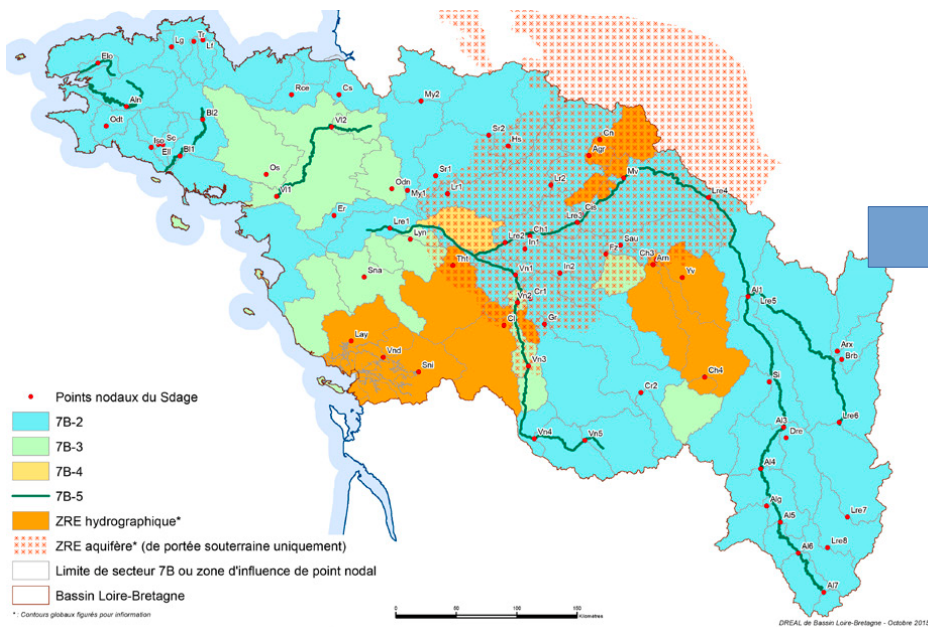 Elo
Lg
Tr
Lf
Aln
Odt
Iso
Sc
Ell
Bl1
Bl2
Rce
Cs
My2
Vl2
Os
Vl1
Odn
My1
Sr1
Lr1
Sr2
Hs
Cn
Agr
Lr2
Mv
Lre4
Er
Lre1
Lyn
Lre2
Ch1
In1
Lre3
Cis
Sau
Fz
Ch3
Am
Yv
Sna
Tht
Vn1
In2
Cr1
Vn2
Cl
Gr
Al1
Lre5
Lay
Vnd
Sni
Vn3
Cr2
Ch4
Si
Arx
Brb
Vn4
Vn5
Al3
Dre
Lre6
Al4
Alg
Al5
Lre7
Al6
Lre8
Al7
Points nodaux du Sdage
7B-2
7B-3
7B-4
7B-5
ZRE hydrographique*
ZRE aquifère* (de portée souterraine uniquement)
Limite de secteur 7B ou zone d'influence de point nodal
Bassin Loire-Bretagne
* : Contours globaux figurés pour information
0 50 100 150
Kilomètres
DREAL de Bassin Loire-Bretagne - Octobre 2015